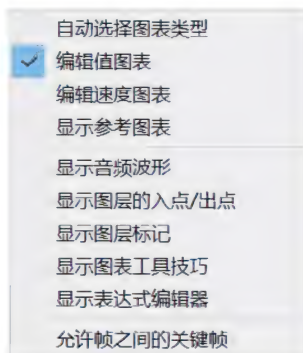 自动选择图表类型
编辑值图表
编辑速度图表
显示参考图表
显示音频波形
显示图层的入点/出点
显示图层标记
显示图表工具技巧
显示表达式编辑器
允许帧之间的关键帧